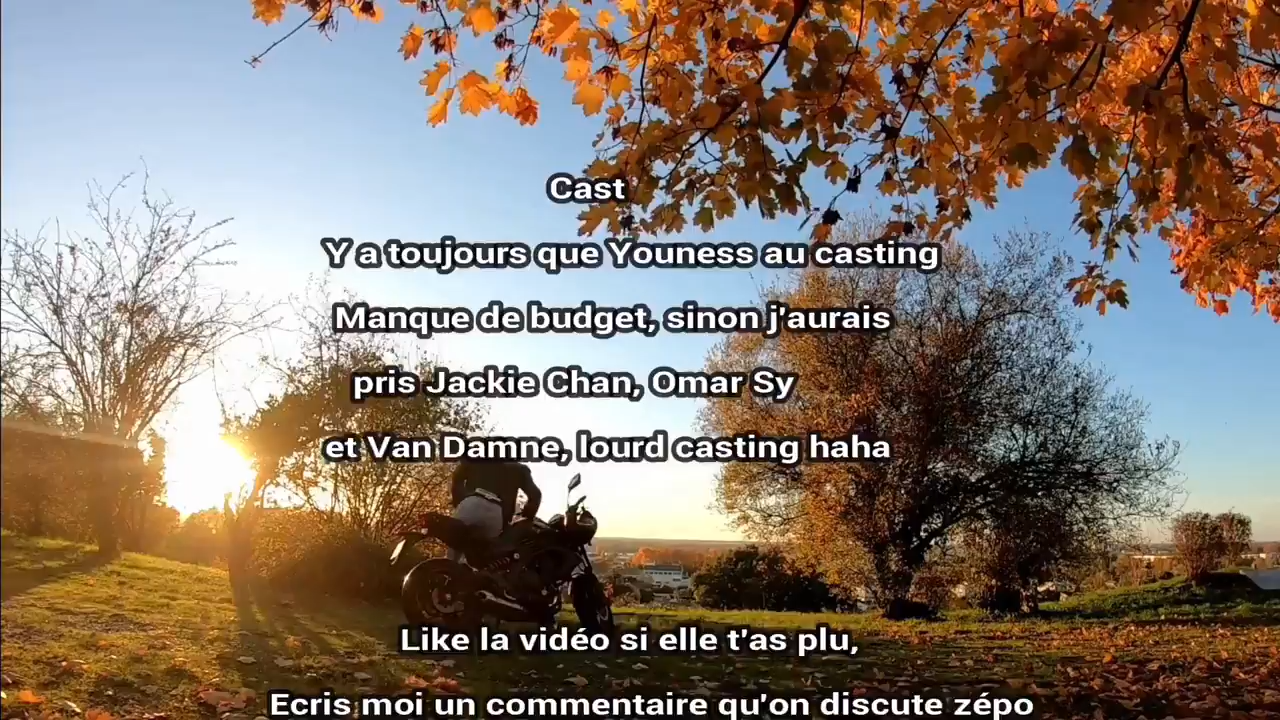 Cast
Y a toujours que Youness au casting
Manque de budget, sinon j'aurais
pris Jackie Chan, Omar Sy
et Van Damne, lourd casting haha
Like la vidéo si elle t'as plu,
Ecris moi un commentaire qu'on discute zépo